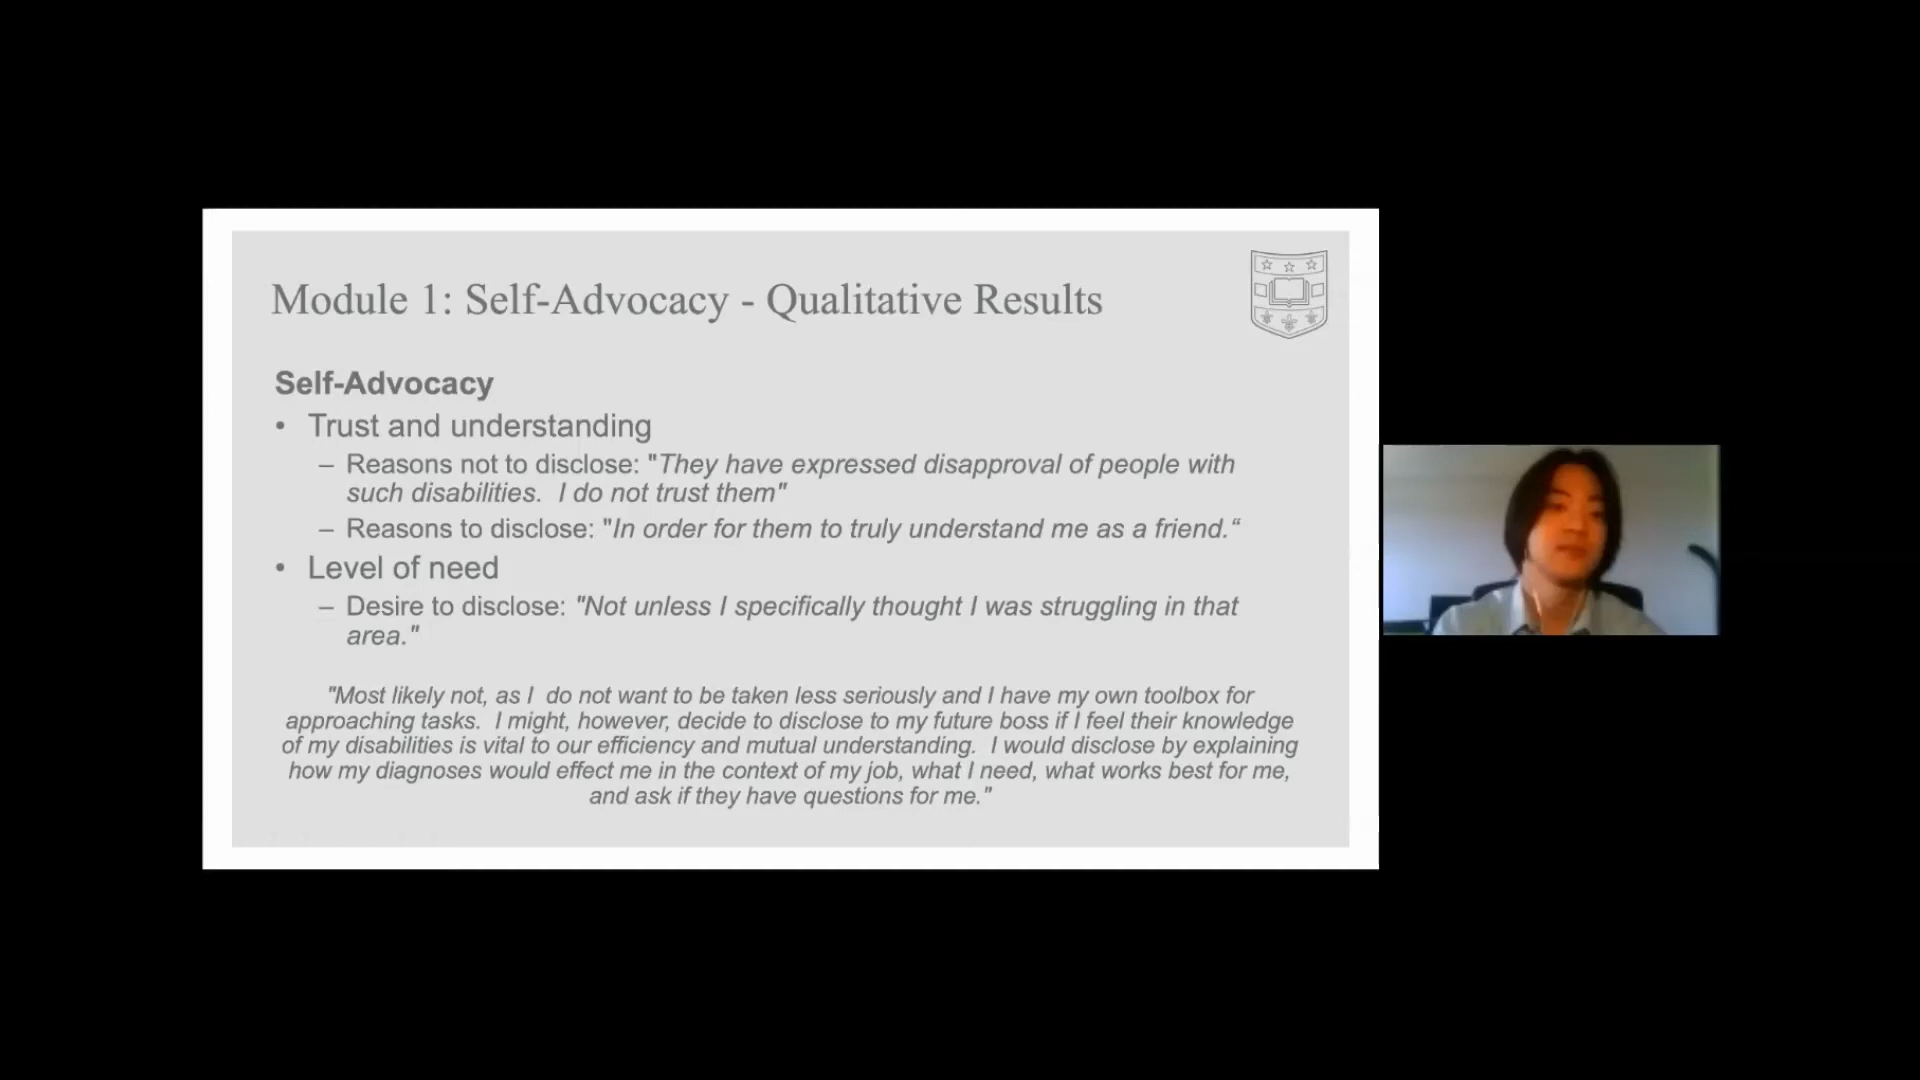 Module 1: Self-Advocacy - Qualitative Results
Self-Advocacy
• Trust and understanding
– Reasons not to disclose: "They have expressed disapproval of people with
such disabilities.  I do not trust them"
– Reasons to disclose: "In order for them to truly understand me as a friend.“
• Level of need
– Desire to disclose: "Not unless I specifically thought I was struggling in that
area."
"Most likely not, as I  do not want to be taken less seriously and I have my own toolbox for
approaching tasks.  I might, however, decide to disclose to my future boss if I feel their knowledge
of my disabilities is vital to our efficiency and mutual understanding.  I would disclose by explaining
how my diagnoses would effect me in the context of my job, what I need, what works best for me,
and ask if they have questions for me."